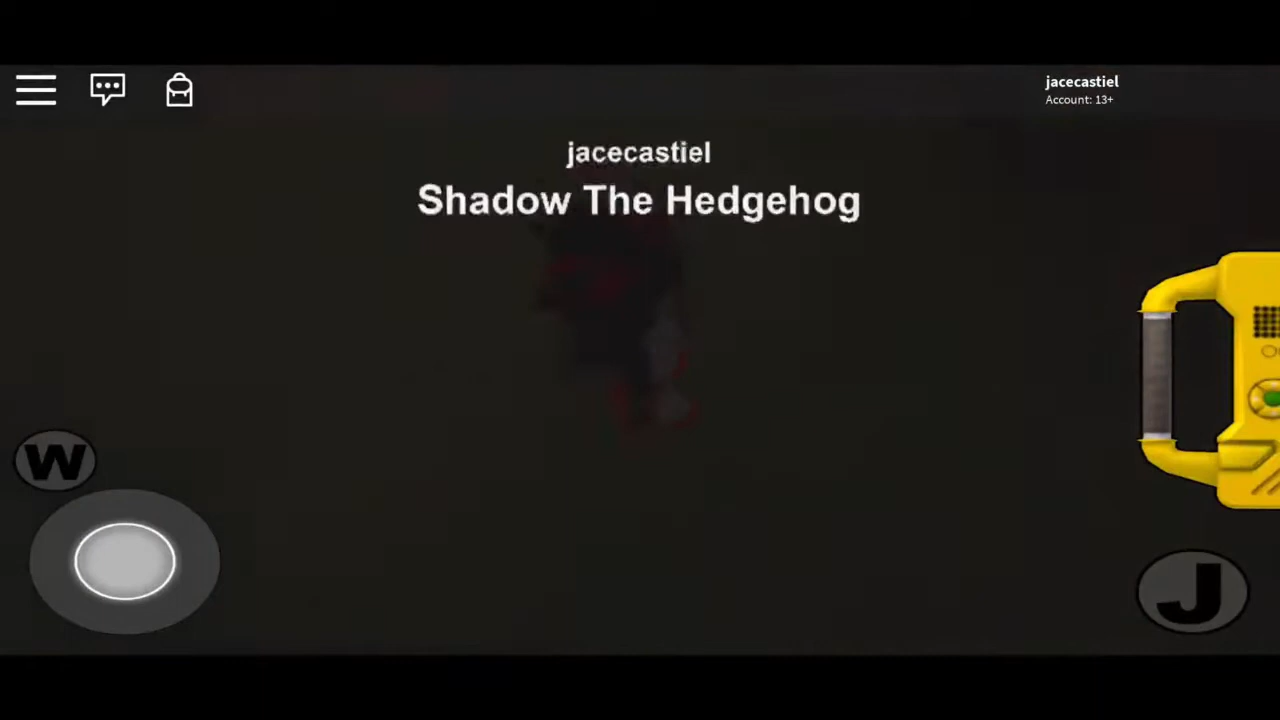 jacecastiel
Account: 13+
jacecastiel
Shadow The Hedgehog
W
J